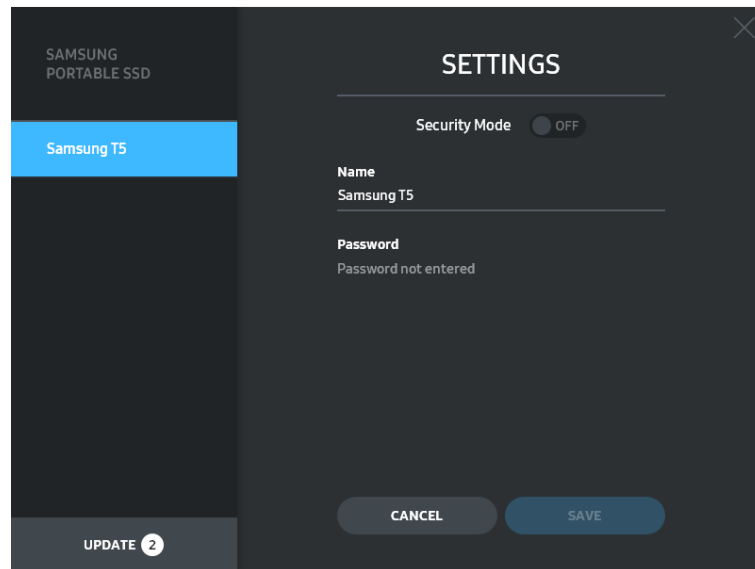 SAMSUNG
PORTABLE SSD
Samsung T5
UPDATE 2
SETTINGS
Security Mode OFF
Name
Samsung T5
Password
Password not entered
CANCEL SAVE